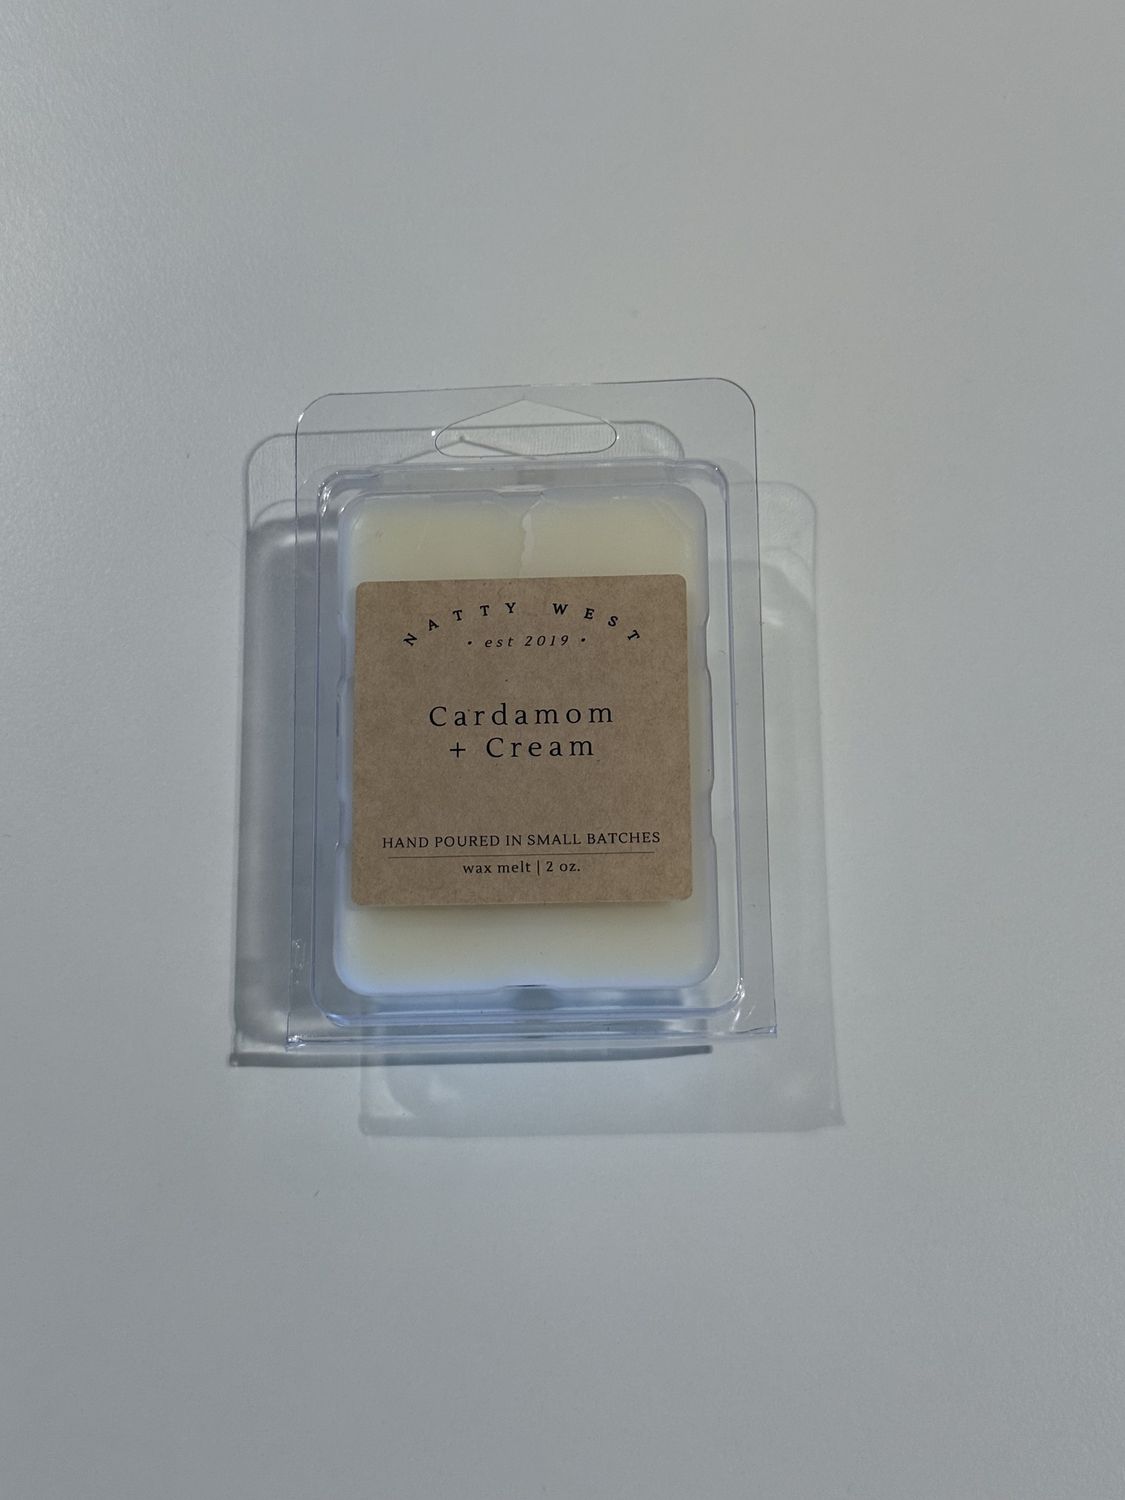 NATTY WEST
• est 2019 •
Cardamom
+ Cream
HAND POURED IN SMALL BATCHES
wax melt | 2 oz.